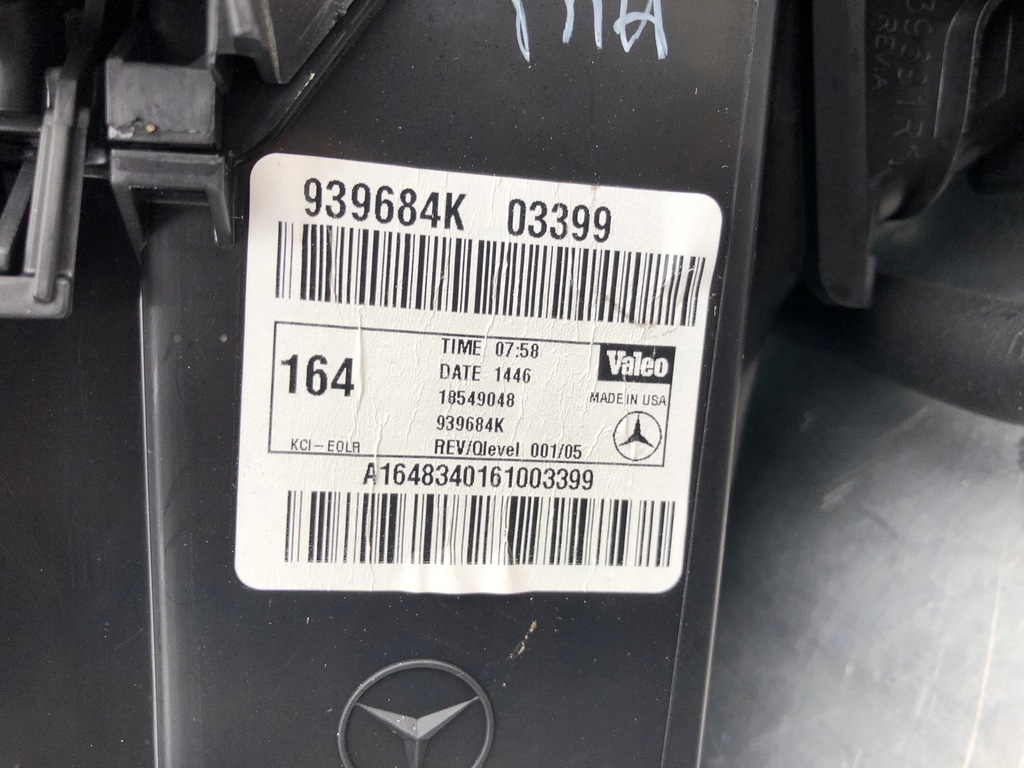 939684K 03399
164
TIME 07:58
DATE 1446
18549048
939684K
REV/Qlevel 001/05
KCI-EOLR
Valeo
MADE IN USA
A1648340161003399
REV A